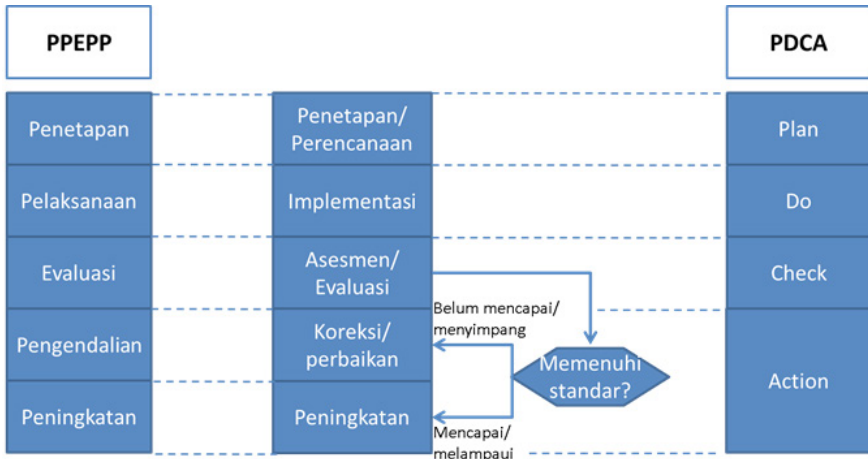 PPEPP
PDCA
Penetapan
Penetapan/
Perencanaan
Plan
Pelaksanaan
Implementasi
Do
Evaluasi
Asesmen/
Evaluasi
Check
Belum mencapai/
menyimpang
Pengendalian
Koreksi/
perbaikan
Memenuhi
standar?
Action
Peningkatan
Peningkatan
Mencapai/
melampaui